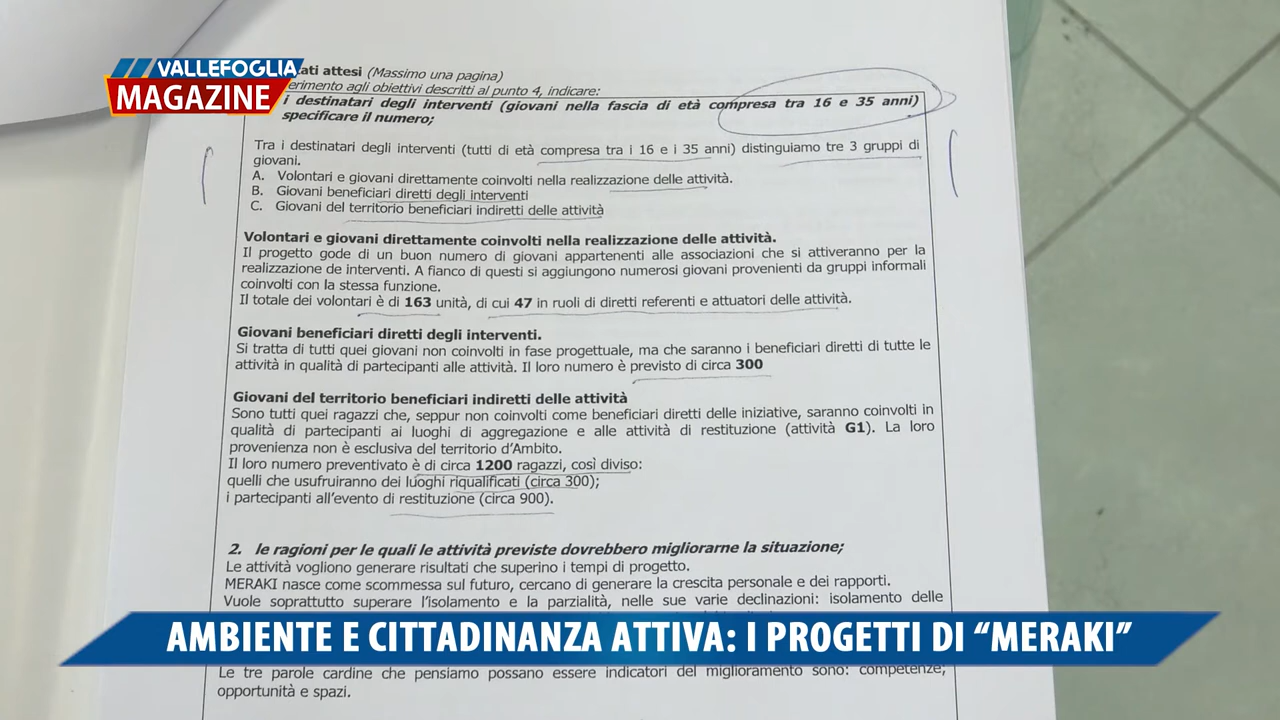 VALLEFOGLIA
MAGAZINE
tati attesi (Massimo una pagina)
erimento agli obiettivi descritti al punto 4, indicare:
i destinatari degli interventi (giovani nella fascia di età compresa tra 16 e 35 anni)
specificare il numero;
Tra i destinatari degli interventi (tutti di età compresa tra i 16 e i 35 anni) distinguiamo tre 3 gruppi di
giovani.
A. Volontari e giovani direttamente coinvolti nella realizzazione delle attività.
B. Giovani beneficiari diretti degli interventi
C. Giovani del territorio beneficiari indiretti delle attività
Volontari e giovani direttamente coinvolti nella realizzazione delle attività.
Il progetto gode di un buon numero di giovani appartenenti alle associazioni che si attiveranno per la
realizzazione de interventi. A fianco di questi si aggiungono numerosi giovani provenienti da gruppi informali
coinvolti con la stessa funzione.
Il totale dei volontari è di 163 unità, di cui 47 in ruoli di diretti referenti e attuatori delle attività.
Giovani beneficiari diretti degli interventi.
Si tratta di tutti quei giovani non coinvolti in fase progettuale, ma che saranno i beneficiari diretti di tutte le
attività in qualità di partecipanti alle attività. Il loro numero è previsto di circa 300
Giovani del territorio beneficiari indiretti delle attività
Sono tutti quei ragazzi che, seppur non coinvolti come beneficiari diretti delle iniziative, saranno coinvolti in
qualità di partecipanti ai luoghi di aggregazione e alle attività di restituzione (attività G1). La loro
provenienza non è esclusiva del territorio d'Ambito.
Il loro numero preventivato è di circa 1200 ragazzi, così diviso:
quelli che usufruiranno dei luoghi riqualificati (circa 300);
i partecipanti all'evento di restituzione (circa 900).
2. le ragioni per le quali le attività previste dovrebbero migliorarne la situazione;
Le attività vogliono generare risultati che superino i tempi di progetto.
MERAKI nasce come scommessa sul futuro, cercano di generare la crescita personale e dei rapporti.
Vuole soprattutto superare l'isolamento e la parzialità, nelle sue varie declinazioni: isolamento delle
AMBIENTE E CITTADINANZA ATTIVA: I PROGETTI DI “MERAKI”
Le tre parole cardine che pensiamo possano essere indicatori del miglioramento sono: competenze,
opportunità e spazi.